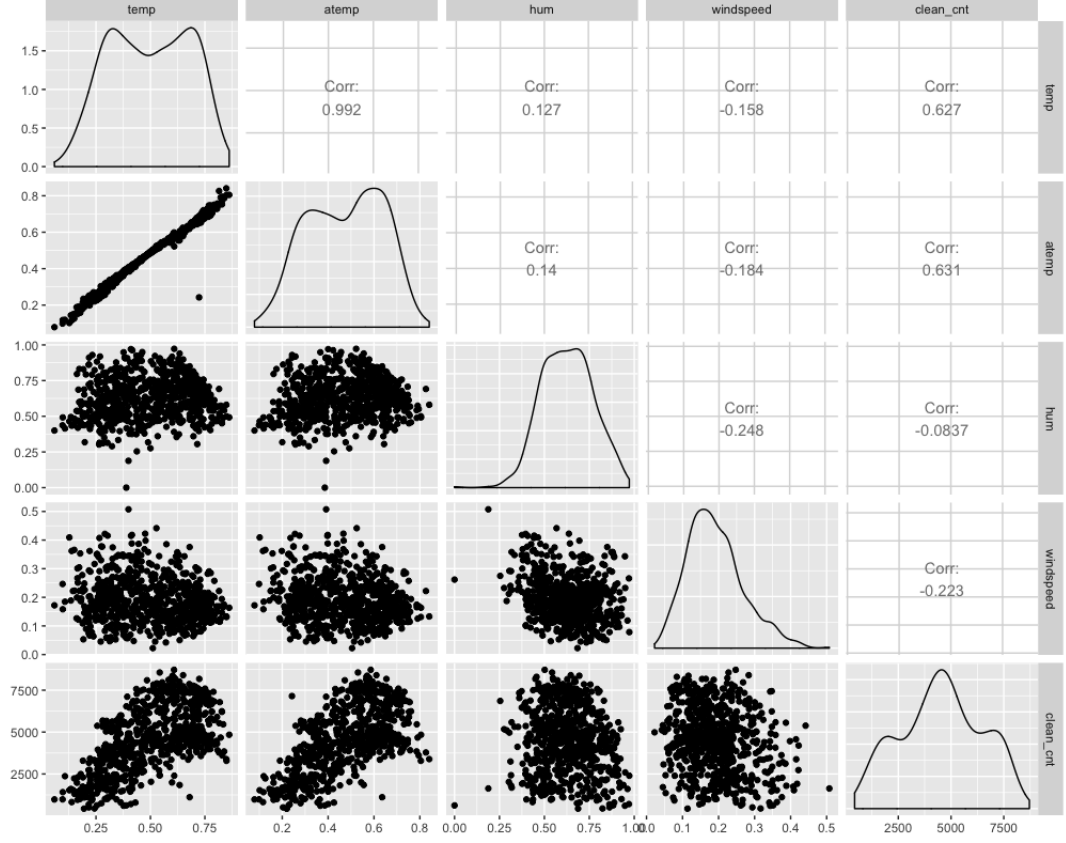 temp atemp hum windspeed clean_cnt
1.5
1.0
0.5
0.0
Corr:
0.992
Corr:
0.127
Corr:
-0.158
Corr:
0.627
temp
0.8
0.6
0.4
0.2
Corr:
0.14
Corr:
-0.184
Corr:
0.631
atemp
1.00
0.75
0.50
0.25
0.00
Corr:
-0.248
Corr:
-0.0837
hum
0.5
0.4
0.3
0.2
0.1
0.0
Corr:
-0.223
windspeed
7500
5000
2500
clean_cnt
0.25 0.50 0.75 0.2 0.4 0.6 0.8 0.00 0.25 0.50 0.75 1.00 0.0 0.1 0.2 0.3 0.4 0.5 2500 5000 7500